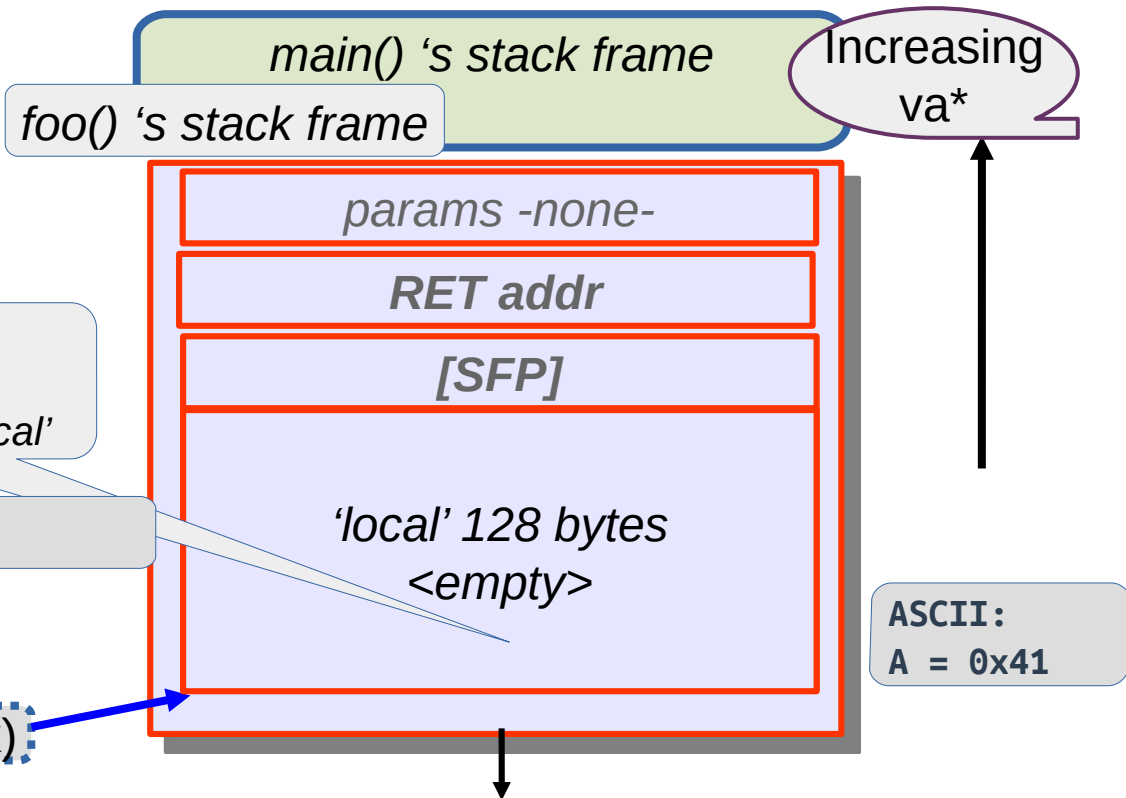 main() ‘s stack frame
Increasing
va*
foo() ‘s stack frame
params -none-
RET addr
[SFP]
‘local’ 128 bytes
<empty>
ASCII:
A = 0x41